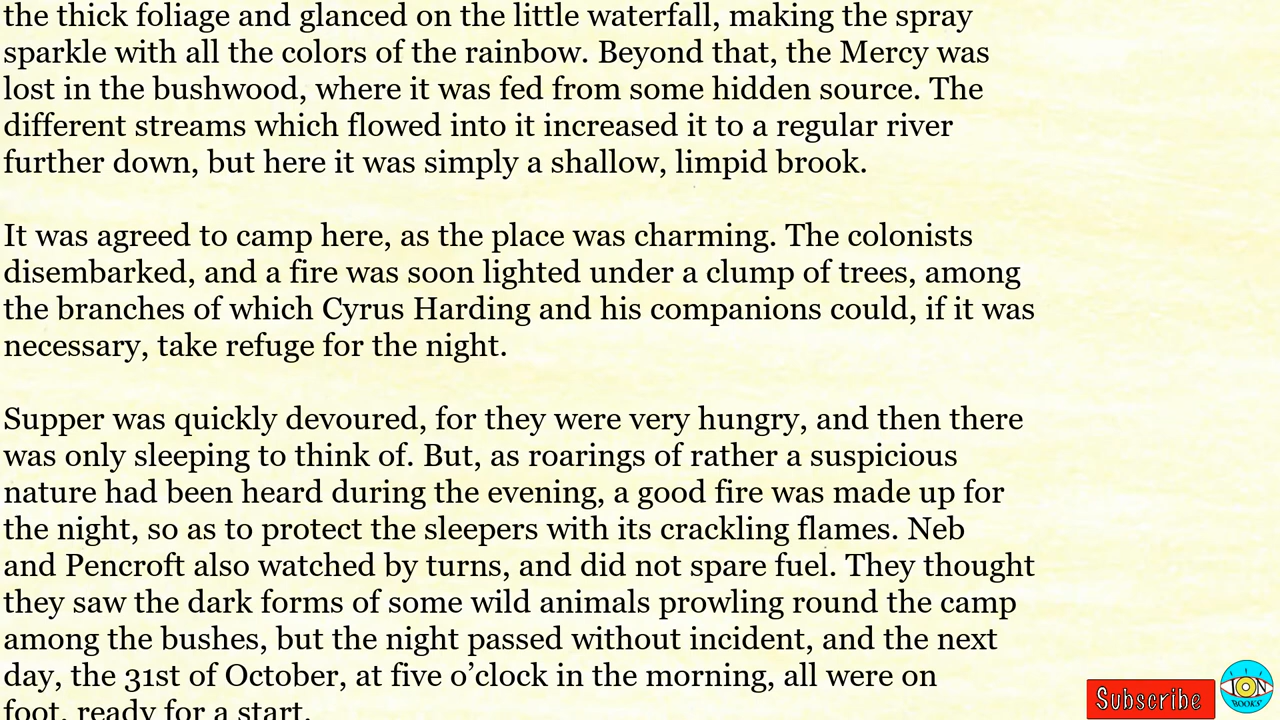 the thick foliage and glanced on the little waterfall, making the spray
sparkle with all the colors of the rainbow. Beyond that, the Mercy was
lost in the bushwood, where it was fed from some hidden source. The
different streams which flowed into it increased it to a regular river
further down, but here it was simply a shallow, limpid brook.
It was agreed to camp here, as the place was charming. The colonists
disembarked, and a fire was soon lighted under a clump of trees, among
the branches of which Cyrus Harding and his companions could, if it was
necessary, take refuge for the night.
Supper was quickly devoured, for they were very hungry, and then there
was only sleeping to think of. But, as roarings of rather a suspicious
nature had been heard during the evening, a good fire was made up for
the night, so as to protect the sleepers with its crackling flames. Neb
and Pencroft also watched by turns, and did not spare fuel. They thought
they saw the dark forms of some wild animals prowling round the camp
among the bushes, but the night passed without incident, and the next
day, the 31st of October, at five o’clock in the morning, all were on
foot, ready for a start.
Subscribe
ION
BOOKS